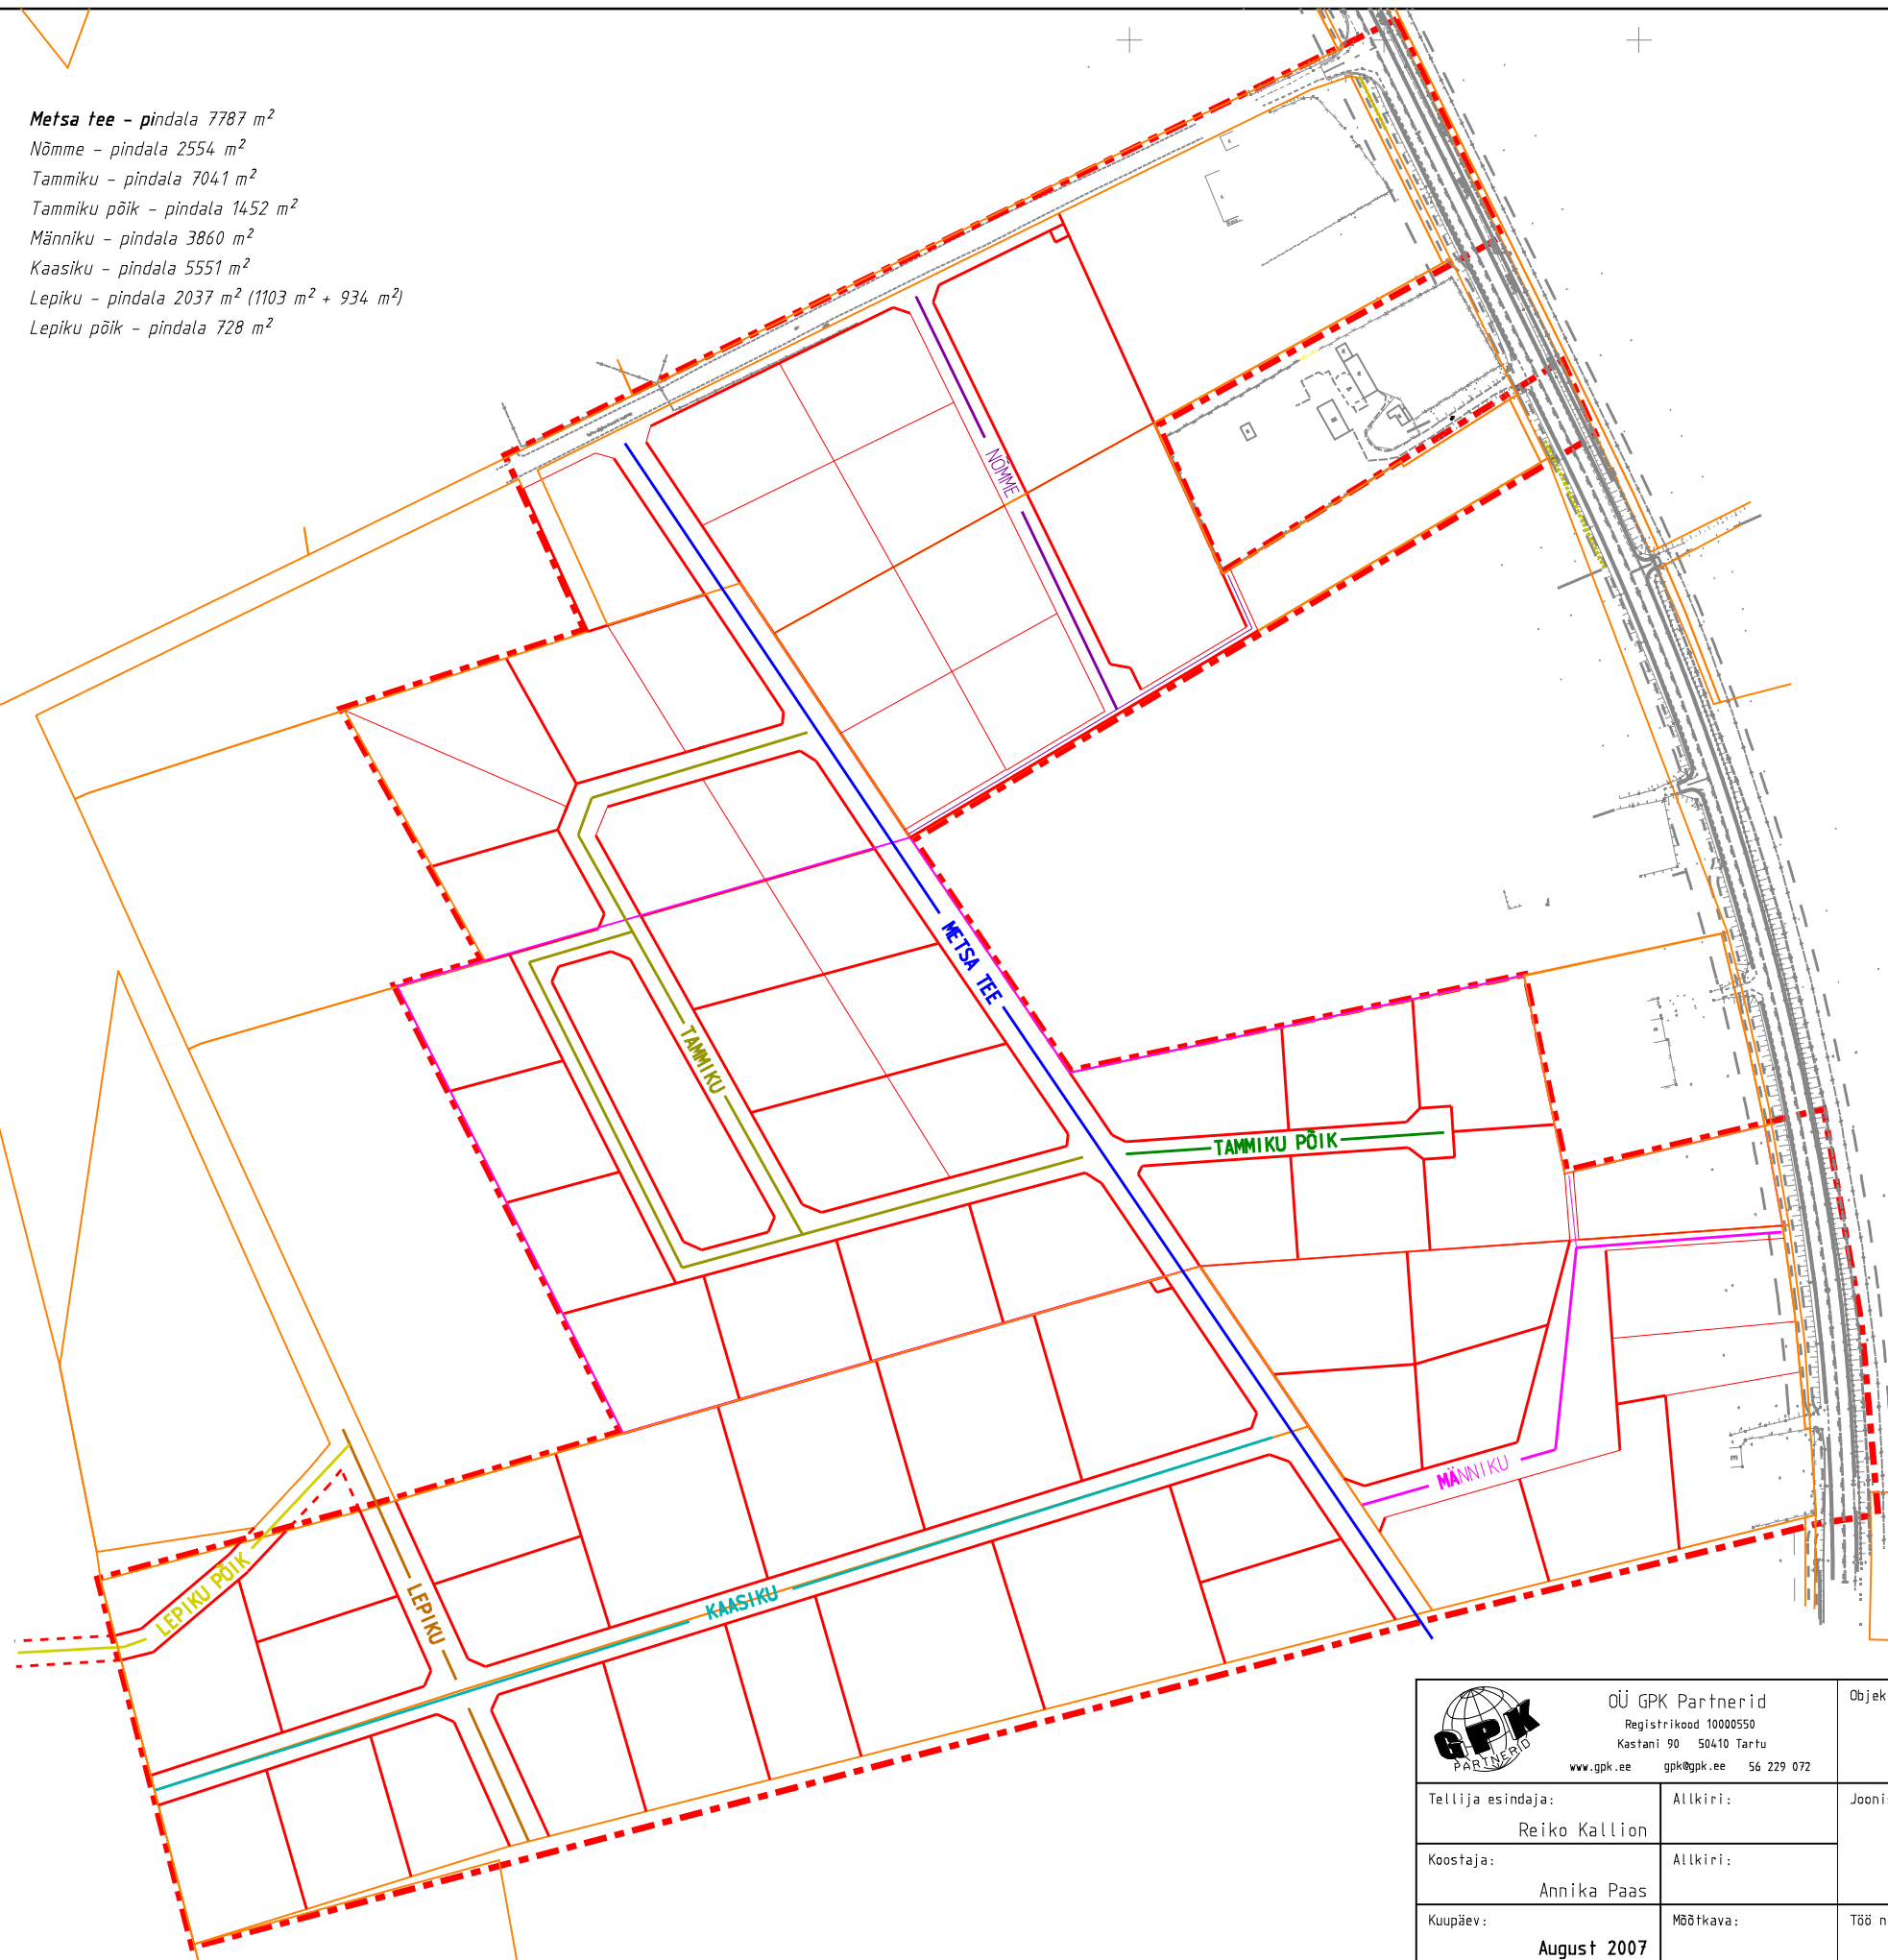 Metsa tee - pindala 7787 m²
Nõmme - pindala 2554 m²
Tammiku - pindala 7041 m²
Tammiku põik - pindala 1452 m²
Männiku - pindala 3860 m²
Kaasiku - pindala 5551 m²
Lepiku - pindala 2037 m² (1103 m² + 934 m²)
Lepiku põik - pindala 728 m²
NÕMME
METSA TEE
TAMMIKU
TAMMIKU PÕIK
MÄNNIKU
LEPIKU PÕIK
LEPIKU
KAASIKU
GPK
PARTNERID
OÜ GPK Partnerid
Registrikood 10000550
Kastani 90 50410 Tartu
www.gpk.ee gpk@gpk.ee 56 229 072
Objek
Tellija esindaja:
Reiko Kallion
Allkiri:
Joonis
Koostaja:
Annika Paas
Allkiri:
Kuupäev:
August 2007
Mõõtkava:
Töö n